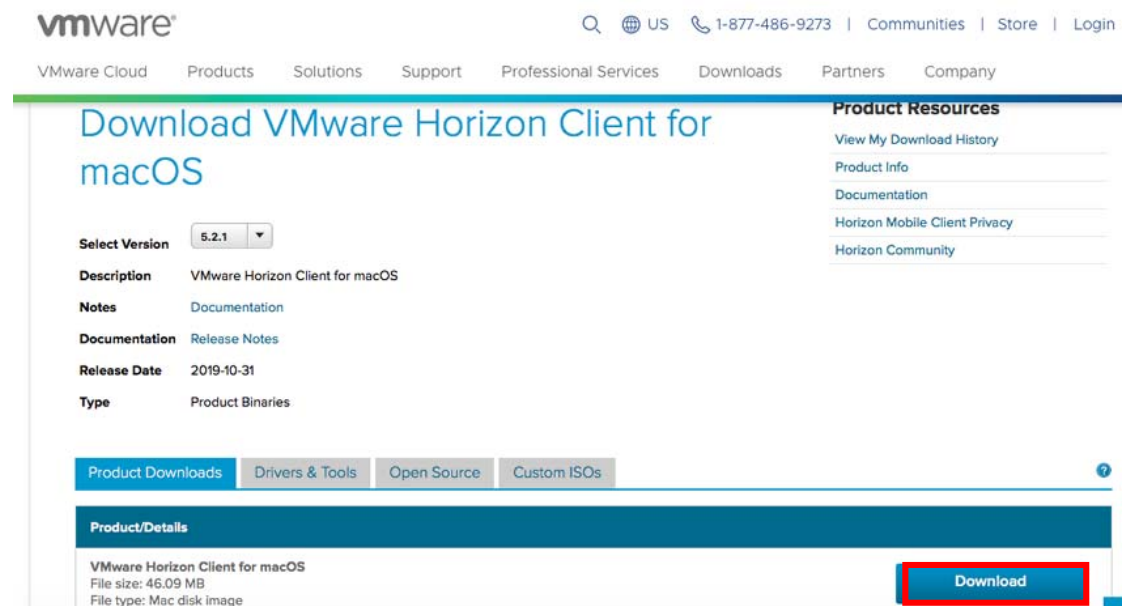 vmware®
US 1-877-486-9273 | Communities | Store | Login
VMware Cloud Products Solutions Support Professional Services Downloads Partners Company
Download VMware Horizon Client for
macOS
Select Version 5.2.1
Description VMware Horizon Client for macOS
Notes Documentation
Documentation Release Notes
Release Date 2019-10-31
Type Product Binaries
Product Resources
View My Download History
Product Info
Documentation
Horizon Mobile Client Privacy
Horizon Community
Product Downloads Drivers & Tools Open Source Custom ISOs ?
Product/Details
VMware Horizon Client for macOS
File size: 46.09 MB
File type: Mac disk image
Download